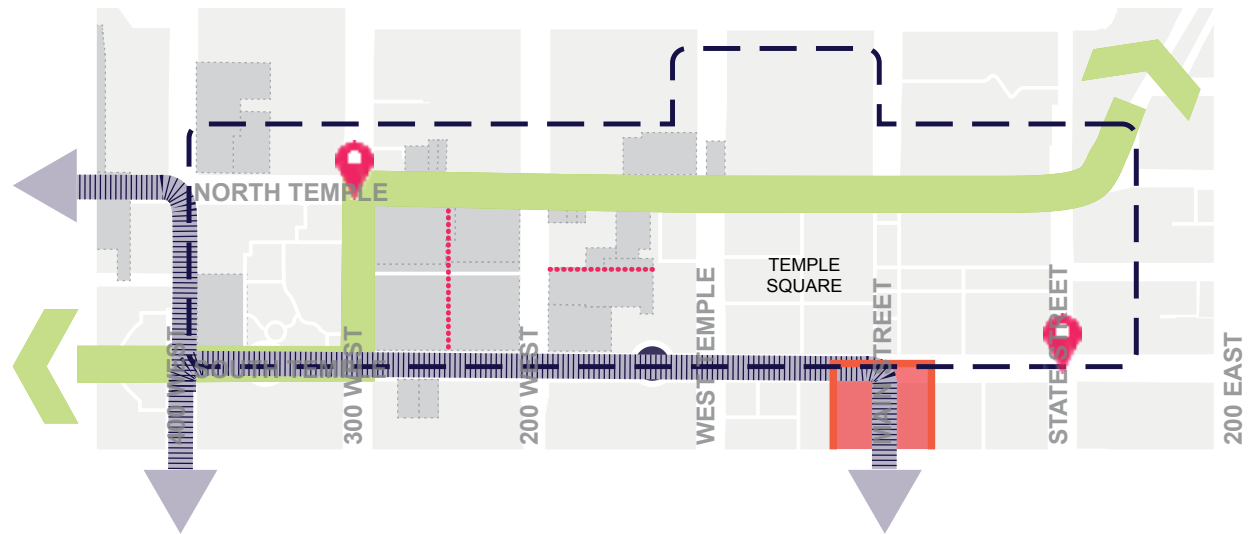 NORTH TEMPLE
TEMPLE
SQUARE
SOUTH TEMPLE
400 WEST
300 WEST
200 WEST
WEST TEMPLE
MAIN STREET
STATE STREET
200 EAST